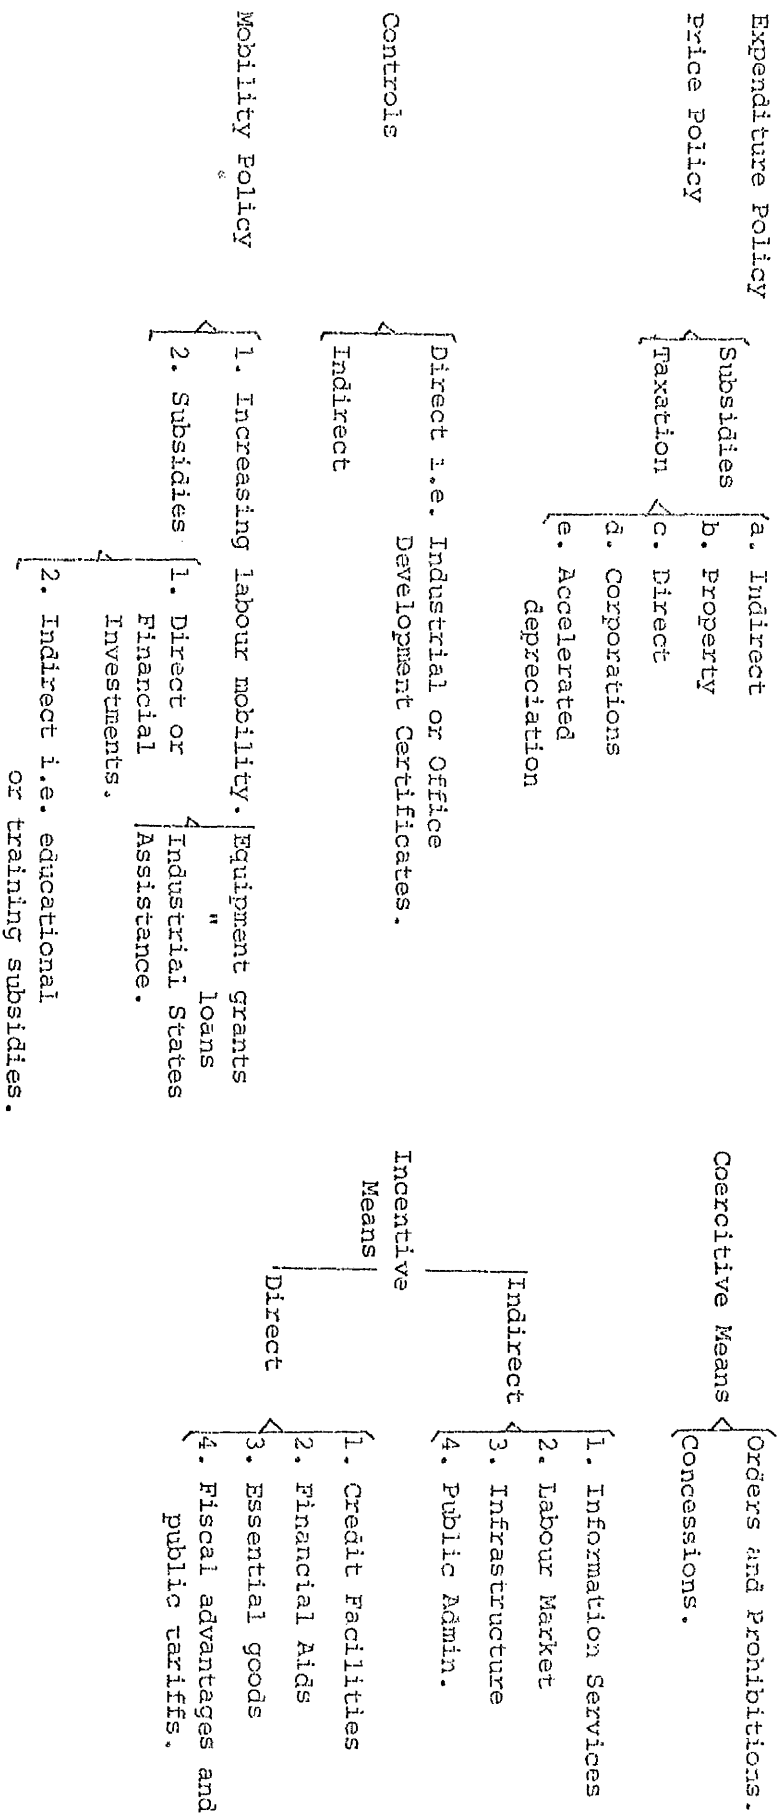 Expenditure Policy
Price Policy
Subsidies
Taxation
a. Indirect
b. Property
c. Direct
d. Corporations
e. Accelerated
depreciation
Controls
Direct i.e. Industrial or Office
Development Certificates.
Indirect
Mobility Policy
1. Increasing labour mobility.
2. Subsidies
1. Direct or
Financial
Investments.
Equipment grants
" loans
Industrial States
Assistance.
2. Indirect i.e. educational
or training subsidies.
Coercitive Means
Orders and Prohibitions.
Concessions.
Incentive
Means
Indirect
1. Information Services
2. Labour Market
3. Infrastructure
4. Public Admin.
Direct
1. Credit Facilities
2. Financial Aids
3. Essential goods
4. Fiscal advantages and
public tariffs.